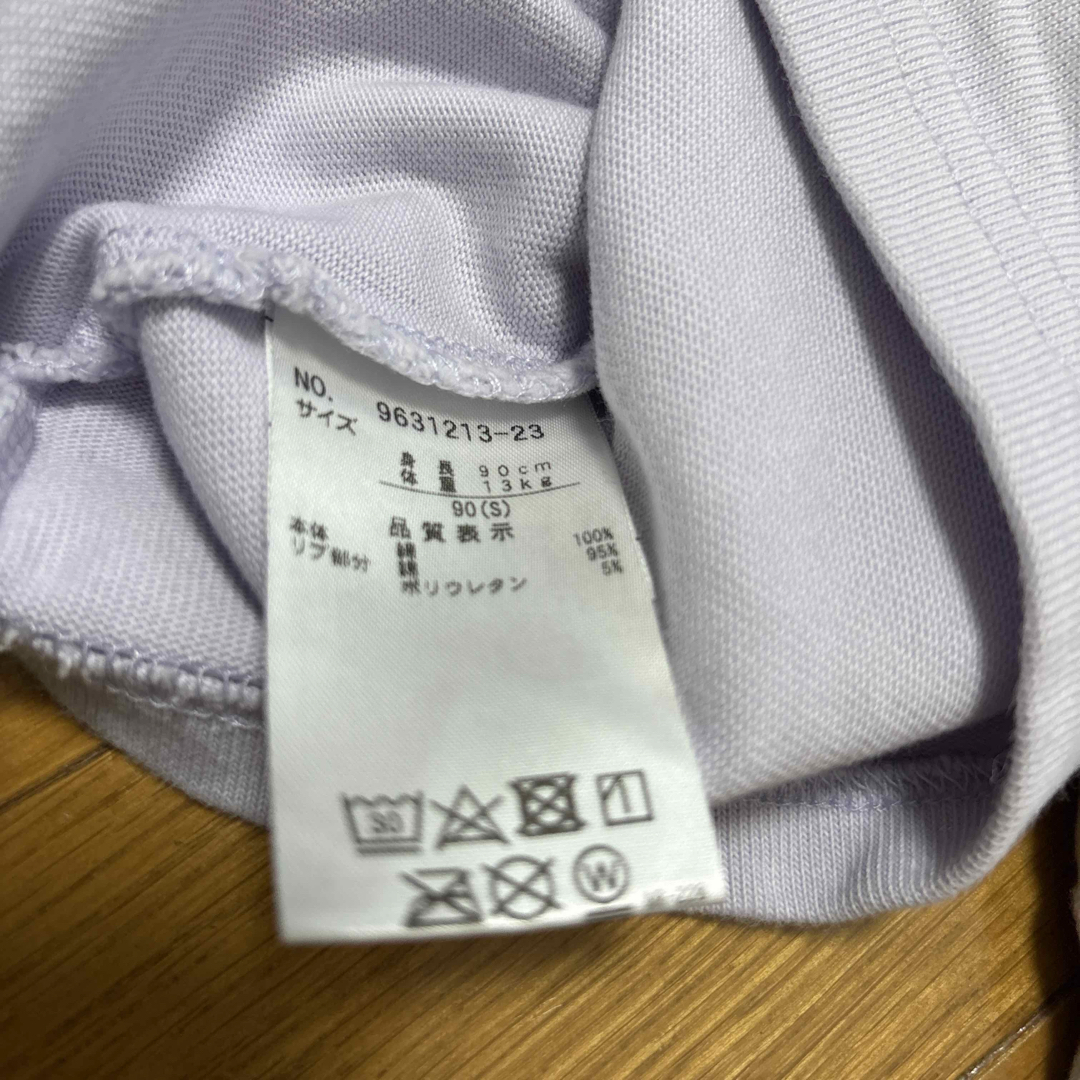 NO. 9631213-23
サイズ
身長 90cm
体重 13kg
90(S)
品質表示
本体 綿 100%
リブ部分 綿 95%
ポリウレタン 5%
30
W